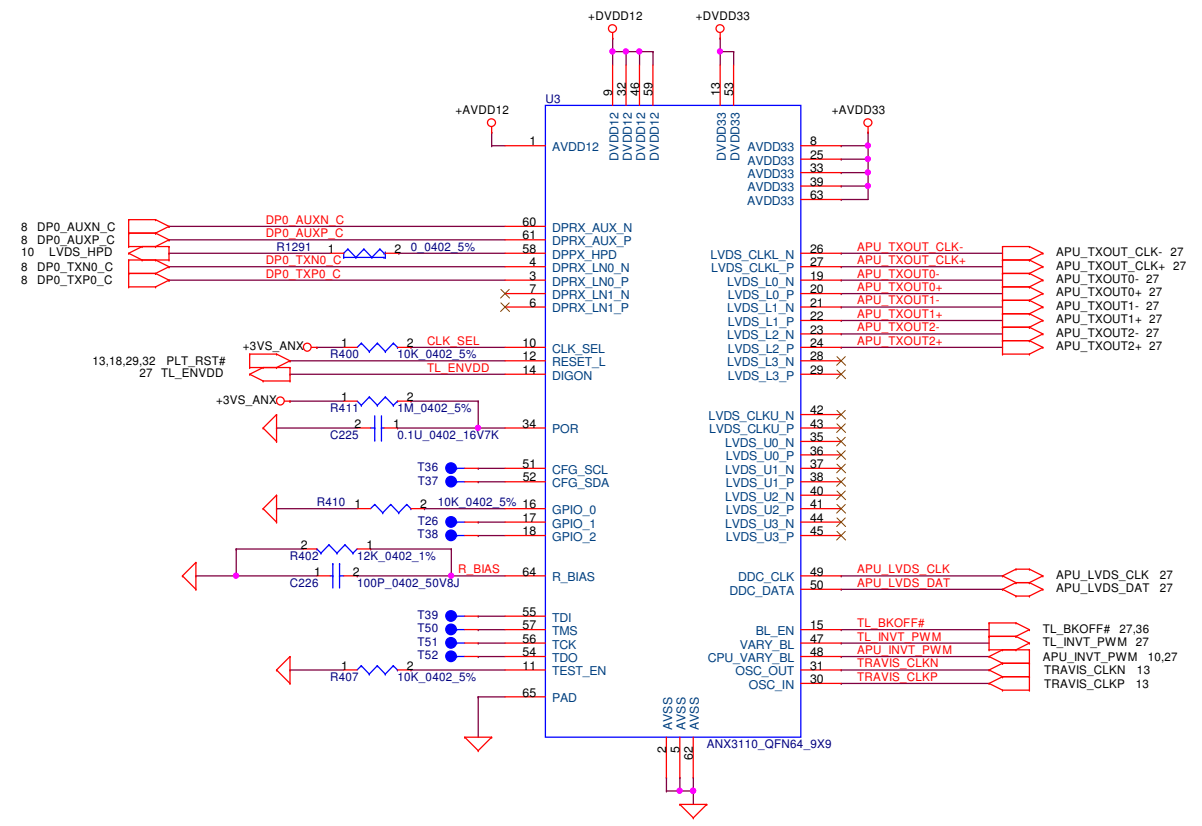 +DVDD12 +DVDD33
9 32 46 59 13 53
U3
+AVDD12 +AVDD33
DVDD12 DVDD12 DVDD12 DVDD12 DVDD33 DVDD33
1 AVDD12 AVDD33 8
AVDD33 25
AVDD33 33
AVDD33 39
AVDD33 63
8 DP0_AUXN_C DP0_AUXN_C 60 DPRX_AUX_N
8 DP0_AUXP_C DP0_AUXP_C 61 DPRX_AUX_P
10 LVDS_HPD R1291 1 2 0_0402_5% 58 DPPX_HPD
8 DP0_TXN0_C DP0_TXN0_C 4 DPRX_LN0_N
8 DP0_TXP0_C DP0_TXP0_C 3 DPRX_LN0_P
7 DPRX_LN1_N
6 DPRX_LN1_P
LVDS_CLKL_N 26 APU_TXOUT_CLK- APU_TXOUT_CLK- 27
LVDS_CLKL_P 27 APU_TXOUT_CLK+ APU_TXOUT_CLK+ 27
LVDS_L0_N 19 APU_TXOUT0- APU_TXOUT0- 27
LVDS_L0_P 20 APU_TXOUT0+ APU_TXOUT0+ 27
LVDS_L1_N 21 APU_TXOUT1- APU_TXOUT1- 27
LVDS_L1_P 22 APU_TXOUT1+ APU_TXOUT1+ 27
LVDS_L2_N 23 APU_TXOUT2- APU_TXOUT2- 27
LVDS_L2_P 24 APU_TXOUT2+ APU_TXOUT2+ 27
LVDS_L3_N 28
LVDS_L3_P 29
+3VS_ANX 1 2 CLK_SEL 10 CLK_SEL
R400 10K_0402_5%
13,18,29,32 PLT_RST# 12 RESET_L
27 TL_ENVDD TL_ENVDD 14 DIGON
+3VS_ANX 1 2
R411 1M_0402_5%
2 1 34 POR
C225 0.1U_0402_16V7K
LVDS_CLKU_N 42
LVDS_CLKU_P 43
LVDS_U0_N 35
LVDS_U0_P 36
LVDS_U1_N 37
LVDS_U1_P 38
LVDS_U2_N 40
LVDS_U2_P 41
LVDS_U3_N 44
LVDS_U3_P 45
T36 51 CFG_SCL
T37 52 CFG_SDA
R410 1 2 10K_0402_5% 16 GPIO_0
T26 17 GPIO_1
T38 18 GPIO_2
2 1
R402 12K_0402_1%
1 2 R_BIAS 64 R_BIAS
C226 100P_0402_50V8J
DDC_CLK 49 APU_LVDS_CLK APU_LVDS_CLK 27
DDC_DATA 50 APU_LVDS_DAT APU_LVDS_DAT 27
T39 55 TDI
T50 57 TMS
T51 56 TCK
T52 54 TDO
1 2 11 TEST_EN
R407 10K_0402_5%
65 PAD
BL_EN 15 TL_BKOFF# TL_BKOFF# 27,36
VARY_BL 47 TL_INVT_PWM TL_INVT_PWM 27
CPU_VARY_BL 48 APU_INVT_PWM APU_INVT_PWM 10,27
OSC_OUT 31 TRAVIS_CLKN TRAVIS_CLKN 13
OSC_IN 30 TRAVIS_CLKP TRAVIS_CLKP 13
AVSS AVSS AVSS
2 5 62
ANX3110_QFN64_9X9